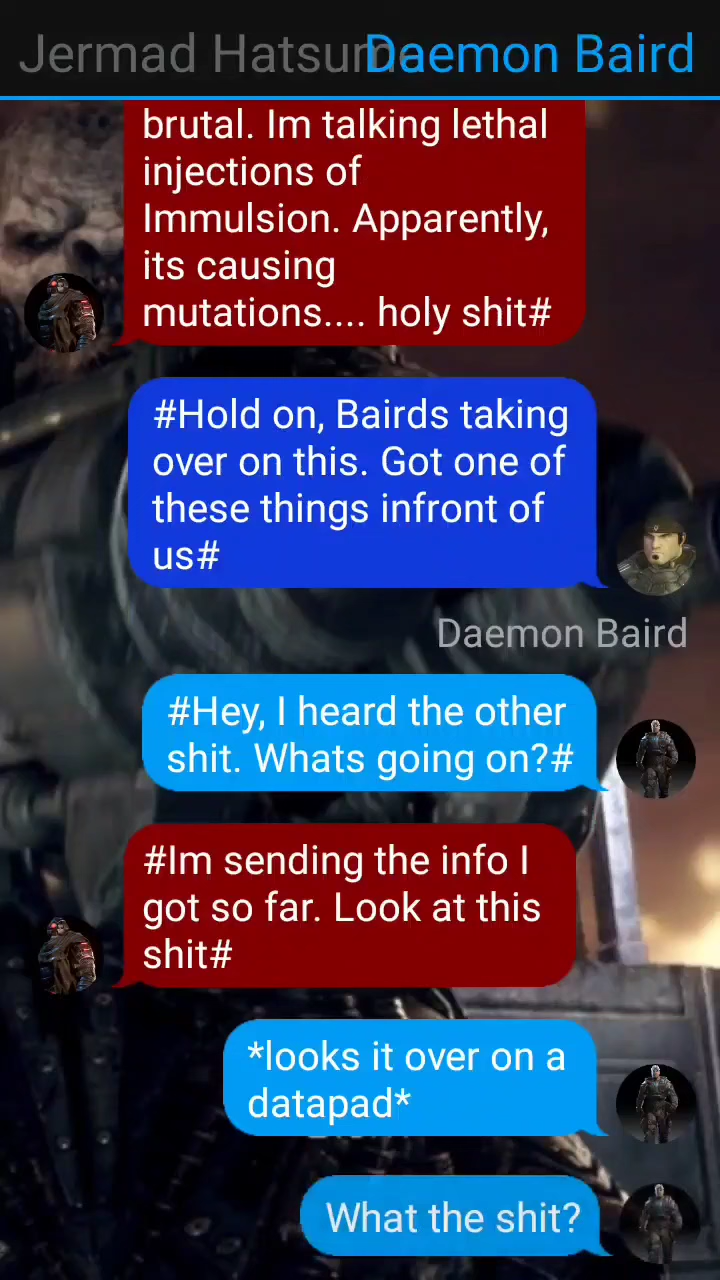 Jermad Hatsum Daemon Baird
brutal. Im talking lethal
injections of
Immulsion. Apparently,
its causing
mutations.... holy shit#
#Hold on, Bairds taking
over on this. Got one of
these things infront of
us#
Daemon Baird
#Hey, I heard the other
shit. Whats going on?#
#Im sending the info I
got so far. Look at this
shit#
*looks it over on a
datapad*
What the shit?